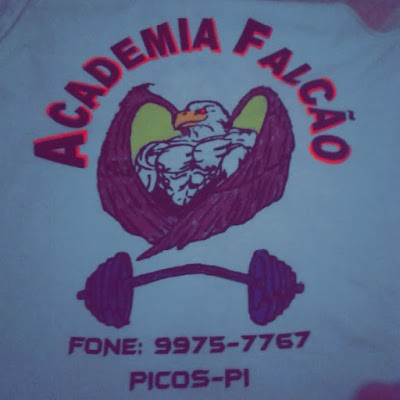 ACADEMIA FALCÃO
FONE: 9975-7767
PICOS-PI